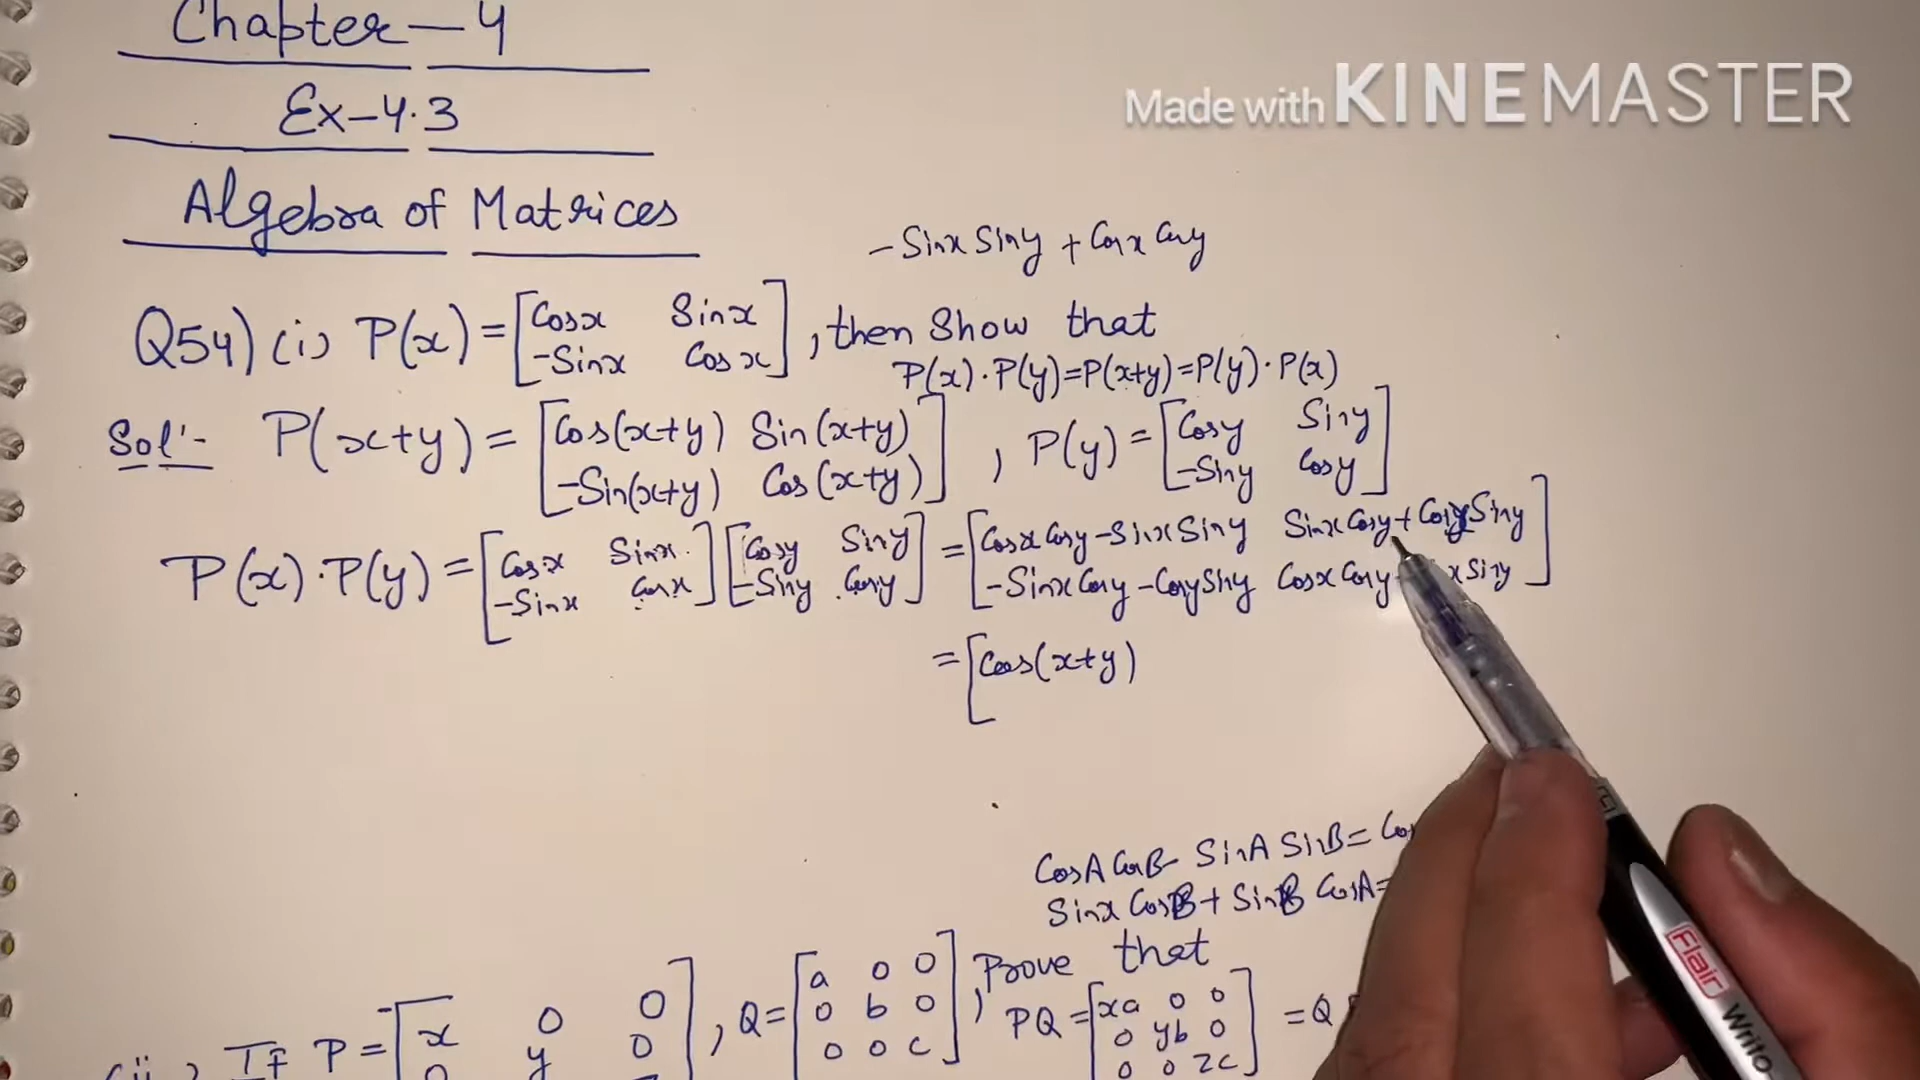 Chapter-4
Made with KINEMASTER
Ex-4.3
Algebra of Matrices
-Sinx Siny + Cosx Cosy
Q54) (i) P(x) = [Cosx Sinx
-Sinx Cosx], then Show that
P(x).P(y)=P(x+y)=P(y).P(x)
Sol:- P(x+y) = [Cos(x+y) Sin(x+y)
-Sin(x+y) Cos(x+y)], P(y) = [Cosy Siny
-Siny Cosy]
P(x).P(y) = [Cosx Sinx
-Sinx Cosx] [Cosy Siny
-Siny Cosy] = [Cosx Cosy - Sinx Siny Sinx Cosy + Siny
-Sinx Cosy - Cosy Siny Cosx Cosy x Siny]
= [Cos(x+y)
CosA CosB - SinA SinB =
Sinx CosB + SinB CosA =
(ii) If P = [x 0 0
y 0
, Q = [a 0 0
0 b 0
0 0 c], Prove that
PQ = [xa 0 0
0 yb 0
0 0 zc] = Q
Flair
Writo